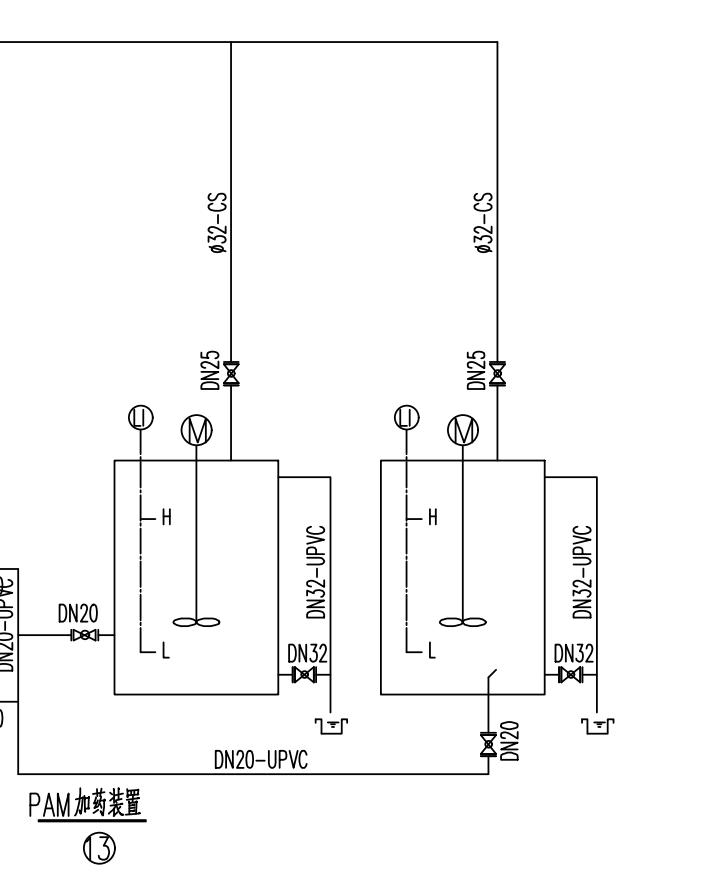 ø32-CS
ø32-CS
DN25
DN25
LI
M
LI
M
H
H
DN32-UPVC
DN32-UPVC
DN20-UPVC
DN20
L
DN32
L
DN32
DN20
DN20-UPVC
PAM加药装置
13